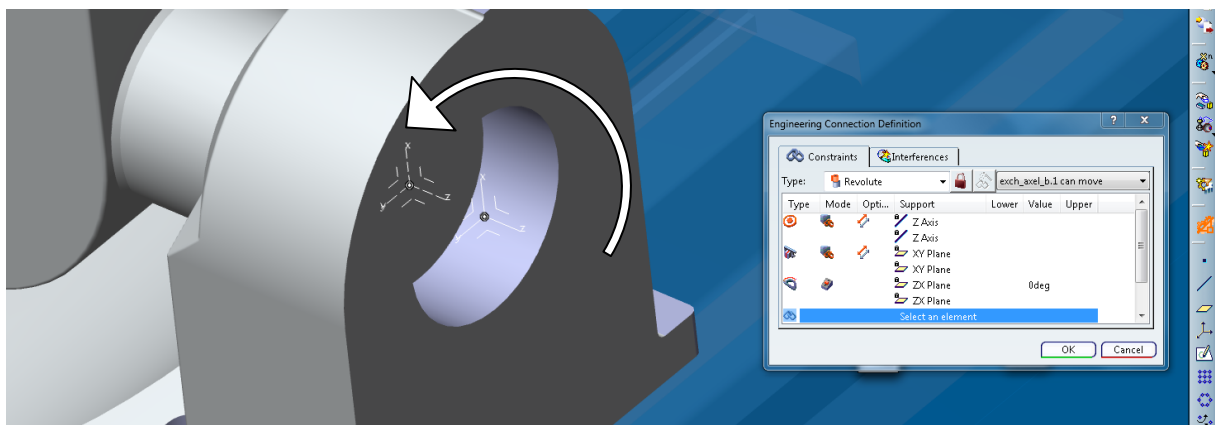 Engineering Connection Definition ? X
Constraints Interferences
Type: Revolute exch_axel_b.1 can move
Type Mode Opti... Support Lower Value Upper
Z Axis
Z Axis
XY Plane
XY Plane
ZX Plane 0deg
ZX Plane
Select an element
OK Cancel
x
y z
x
y z